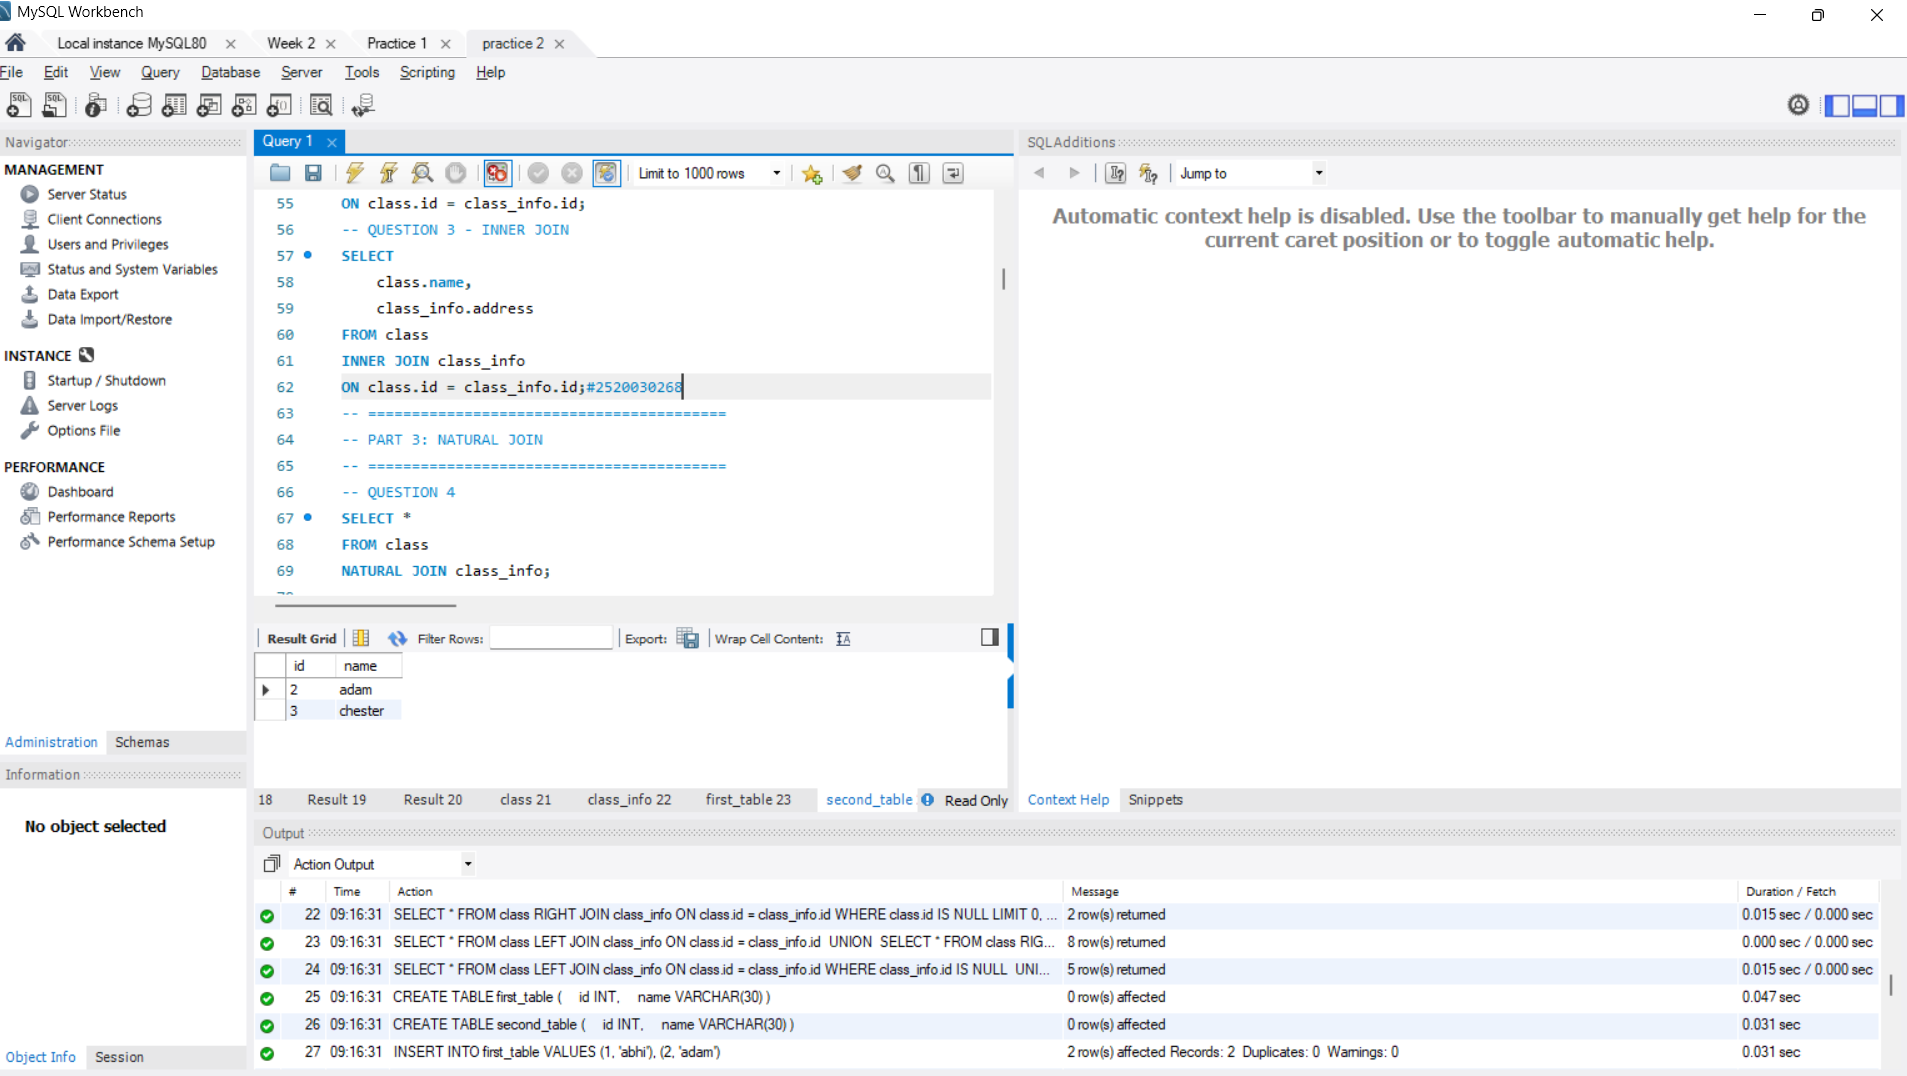 MySQL Workbench
Local instance MySQL80
Week 2
Practice 1
practice 2
File Edit View Query Database Server Tools Scripting Help
Navigator
MANAGEMENT
Server Status
Client Connections
Users and Privileges
Status and System Variables
Data Export
Data Import/Restore
INSTANCE
Startup / Shutdown
Server Logs
Options File
PERFORMANCE
Dashboard
Performance Reports
Performance Schema Setup
Administration Schemas
Information
No object selected
Object Info Session
Query 1
Limit to 1000 rows
55 ON class.id = class_info.id;
56 -- QUESTION 3 - INNER JOIN
57 SELECT
58 class.name,
59 class_info.address
60 FROM class
61 INNER JOIN class_info
62 ON class.id = class_info.id;#2520030268
63 -- =========================================
64 -- PART 3: NATURAL JOIN
65 -- =========================================
66 -- QUESTION 4
67 SELECT *
68 FROM class
69 NATURAL JOIN class_info;
Result Grid Filter Rows: Export: Wrap Cell Content:
id name
2 adam
3 chester
18 Result 19 Result 20 class 21 class_info 22 first_table 23 second_table Read Only
SQLAdditions
Jump to
Automatic context help is disabled. Use the toolbar to manually get help for the
current caret position or to toggle automatic help.
Context Help Snippets
Output
Action Output
# Time Action Message Duration / Fetch
22 09:16:31 SELECT * FROM class RIGHT JOIN class_info ON class.id = class_info.id WHERE class.id IS NULL LIMIT 0, ... 2 row(s) returned 0.015 sec / 0.000 sec
23 09:16:31 SELECT * FROM class LEFT JOIN class_info ON class.id = class_info.id UNION SELECT * FROM class RIG... 8 row(s) returned 0.000 sec / 0.000 sec
24 09:16:31 SELECT * FROM class LEFT JOIN class_info ON class.id = class_info.id WHERE class_info.id IS NULL UNI... 5 row(s) returned 0.015 sec / 0.000 sec
25 09:16:31 CREATE TABLE first_table ( id INT, name VARCHAR(30) ) 0 row(s) affected 0.047 sec
26 09:16:31 CREATE TABLE second_table ( id INT, name VARCHAR(30) ) 0 row(s) affected 0.031 sec
27 09:16:31 INSERT INTO first_table VALUES (1, 'abhi'), (2, 'adam') 2 row(s) affected Records: 2 Duplicates: 0 Warnings: 0 0.031 sec